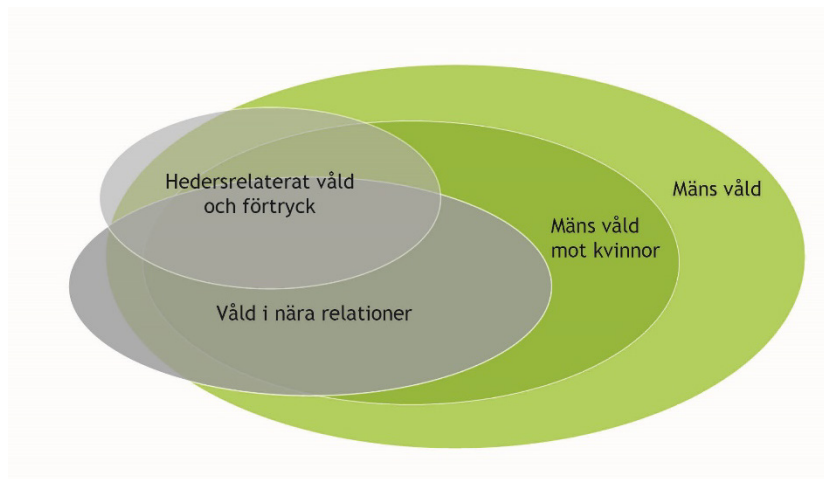 Hedersrelaterat våld
och förtryck
Mäns våld
Mäns våld
mot kvinnor
Våld i nära relationer